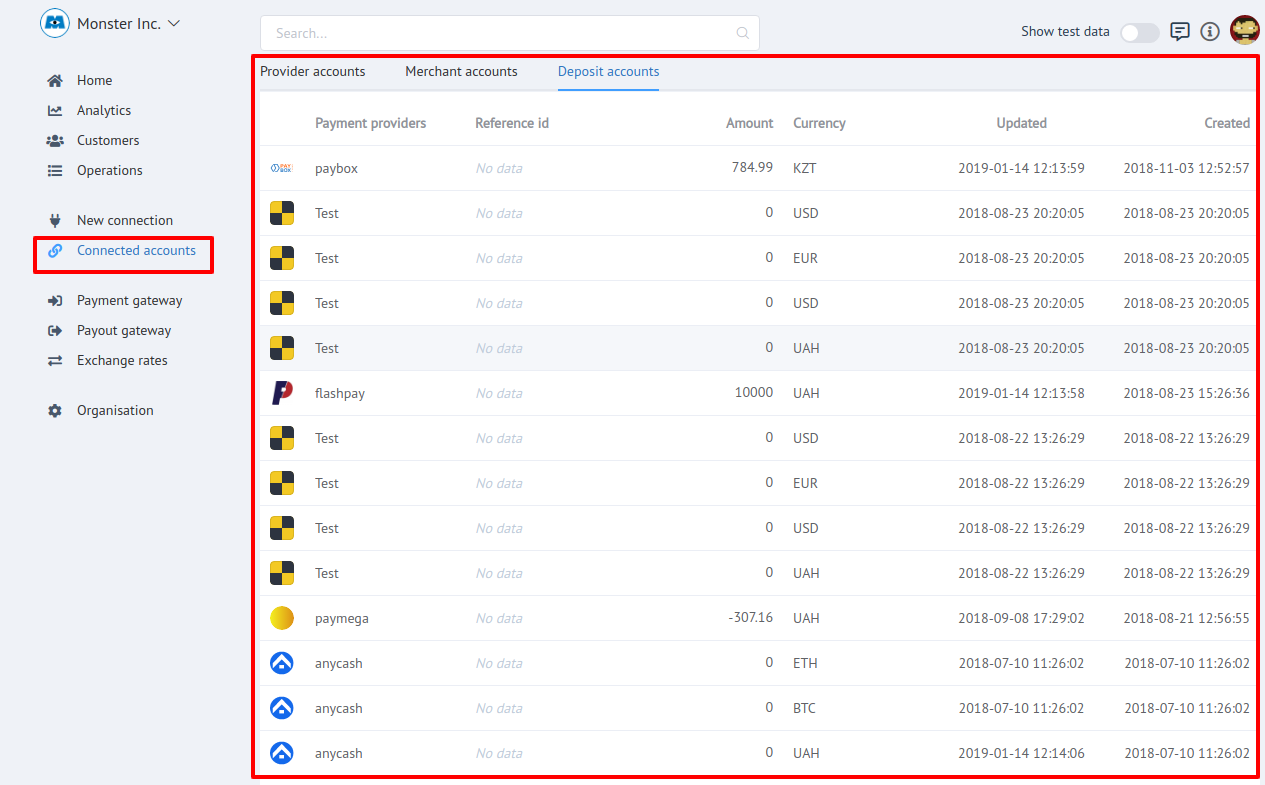 Monster Inc.
Search...
Show test data
Home
Analytics
Customers
Operations
New connection
Connected accounts
Payment gateway
Payout gateway
Exchange rates
Organisation
Provider accounts Merchant accounts Deposit accounts
Payment providers Reference id Amount Currency Updated Created
PAY BOX paybox No data 784.99 KZT 2019-01-14 12:13:59 2018-11-03 12:52:57
Test No data 0 USD 2018-08-23 20:20:05 2018-08-23 20:20:05
Test No data 0 EUR 2018-08-23 20:20:05 2018-08-23 20:20:05
Test No data 0 USD 2018-08-23 20:20:05 2018-08-23 20:20:05
Test No data 0 UAH 2018-08-23 20:20:05 2018-08-23 20:20:05
flashpay No data 10000 UAH 2019-01-14 12:13:58 2018-08-23 15:26:36
Test No data 0 USD 2018-08-22 13:26:29 2018-08-22 13:26:29
Test No data 0 EUR 2018-08-22 13:26:29 2018-08-22 13:26:29
Test No data 0 USD 2018-08-22 13:26:29 2018-08-22 13:26:29
Test No data 0 UAH 2018-08-22 13:26:29 2018-08-22 13:26:29
paymega No data -307.16 UAH 2018-09-08 17:29:02 2018-08-21 12:56:55
anycash No data 0 ETH 2018-07-10 11:26:02 2018-07-10 11:26:02
anycash No data 0 BTC 2018-07-10 11:26:02 2018-07-10 11:26:02
anycash No data 0 UAH 2019-01-14 12:14:06 2018-07-10 11:26:02